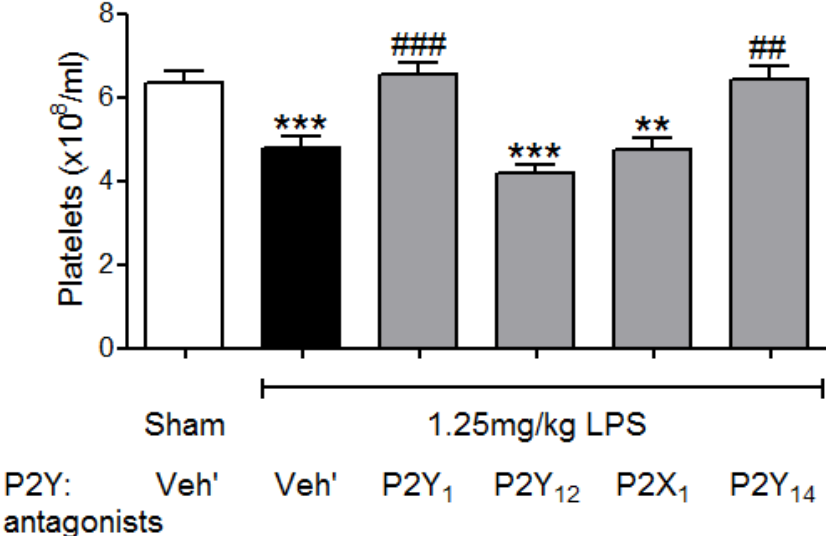 8
6
4
2
0
Platelets (x10⁸/ml)
***
###
***
**
##
Sham 1.25mg/kg LPS
P2Y: Veh' Veh' P2Y₁ P2Y₁₂ P2X₁ P2Y₁₄
antagonists